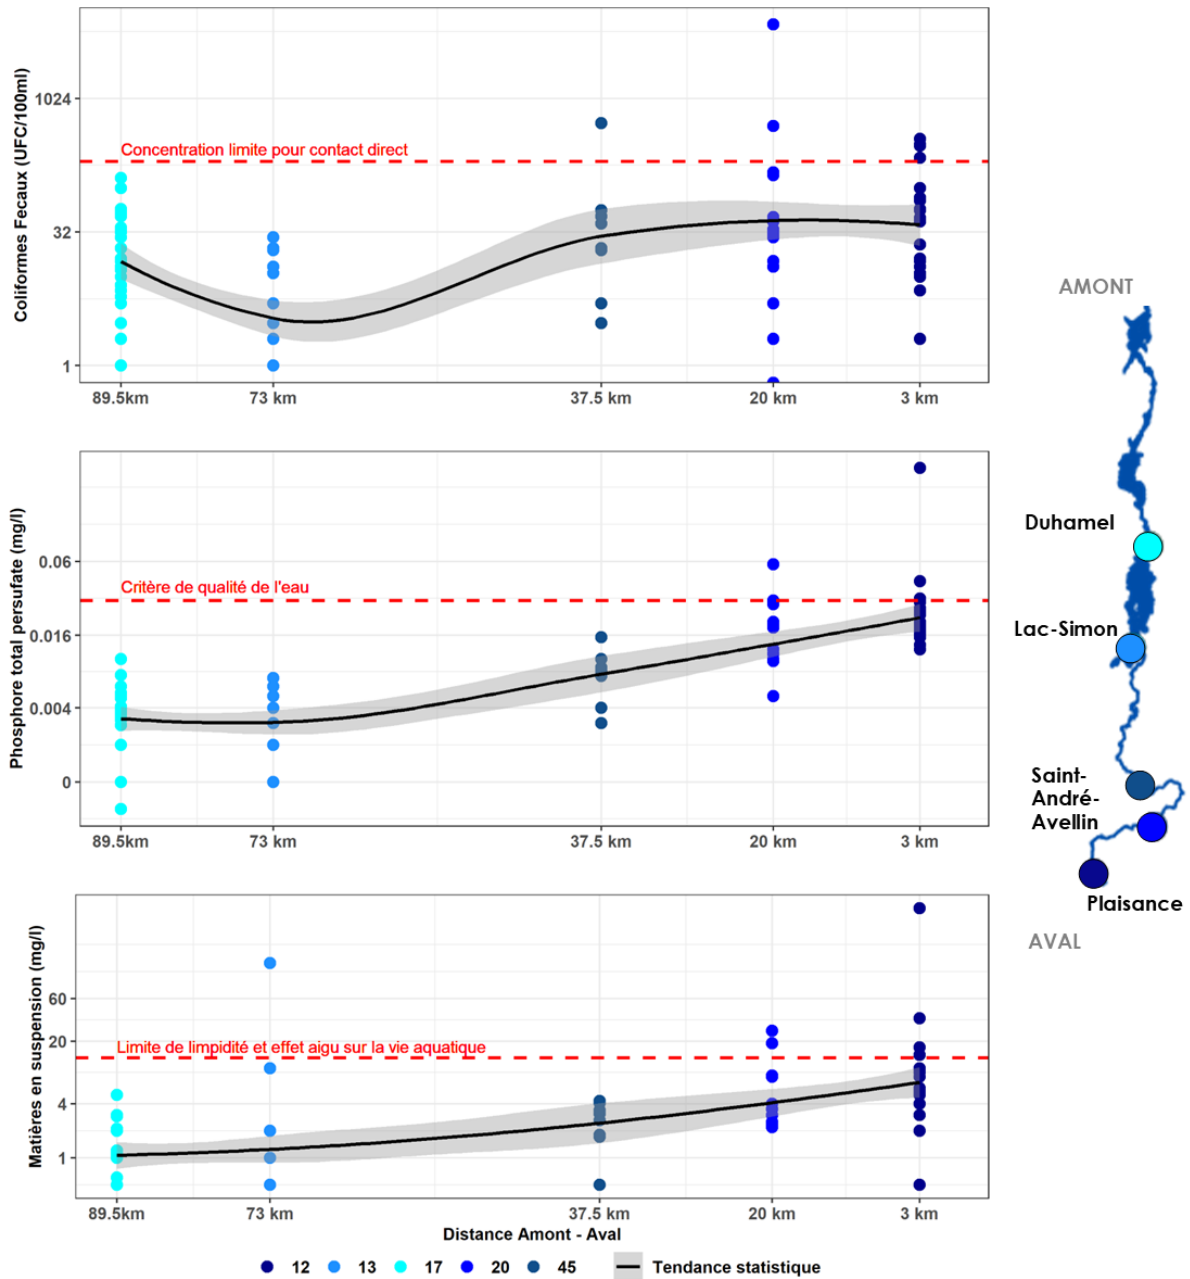 Coliformes Fecaux (UFC/100ml)
1024
32
1
Concentration limite pour contact direct
89.5km
73 km
37.5 km
20 km
3 km
Phosphore total persufate (mg/l)
0.06
0.016
0.004
0
Critère de qualité de l'eau
89.5km
73 km
37.5 km
20 km
3 km
Matières en suspension (mg/l)
60
20
4
1
Limite de limpidité et effet aigu sur la vie aquatique
89.5km
73 km
37.5 km
20 km
3 km
Distance Amont - Aval
12
13
17
20
45
Tendance statistique
AMONT
Duhamel
Lac-Simon
Saint-
André-
Avellin
Plaisance
AVAL